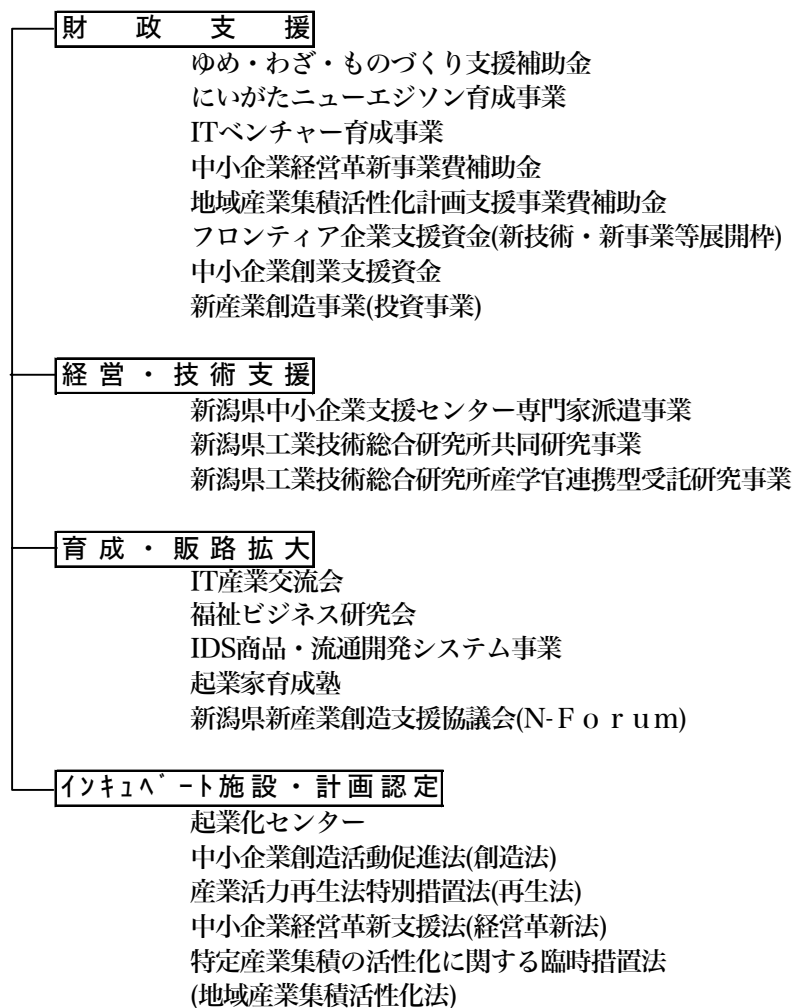 財政支援
ゆめ・わざ・ものづくり支援補助金
にいがたニューエジソン育成事業
ITベンチャー育成事業
中小企業経営革新事業費補助金
地域産業集積活性化計画支援事業費補助金
フロンティア企業支援資金(新技術・新事業等展開枠)
中小企業創業支援資金
新産業創造事業(投資事業)
経営・技術支援
新潟県中小企業支援センター専門家派遣事業
新潟県工業技術総合研究所共同研究事業
新潟県工業技術総合研究所産学官連携型受託研究事業
育成・販路拡大
IT産業交流会
福祉ビジネス研究会
IDS商品・流通開発システム事業
起業家育成塾
新潟県新産業創造支援協議会(N-Ｆｏｒｕｍ)
ｲﾝｷｭﾍﾞｰﾄ施設・計画認定
起業化センター
中小企業創造活動促進法(創造法)
産業活力再生法特別措置法(再生法)
中小企業経営革新支援法(経営革新法)
特定産業集積の活性化に関する臨時措置法
(地域産業集積活性化法)